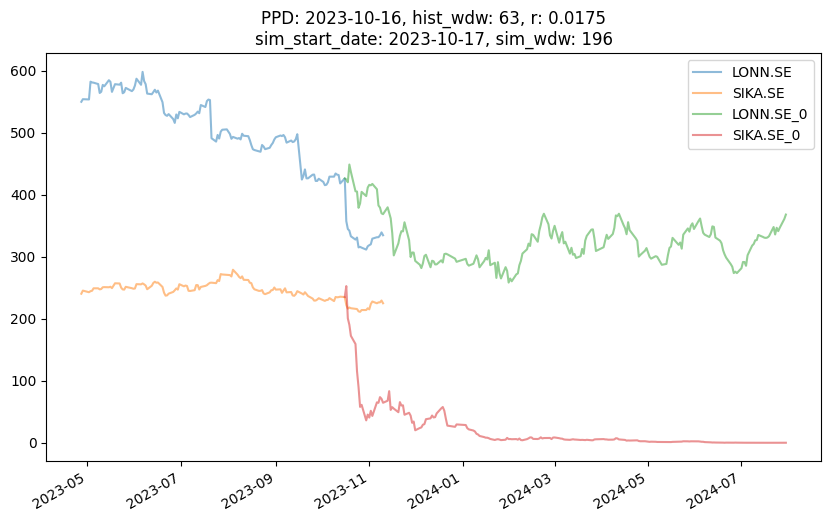 PPD: 2023-10-16, hist_wdw: 63, r: 0.0175
sim_start_date: 2023-10-17, sim_wdw: 196
LONN.SE
SIKA.SE
LONN.SE_0
SIKA.SE_0
600
500
400
300
200
100
0
2023-05
2023-07
2023-09
2023-11
2024-01
2024-03
2024-05
2024-07